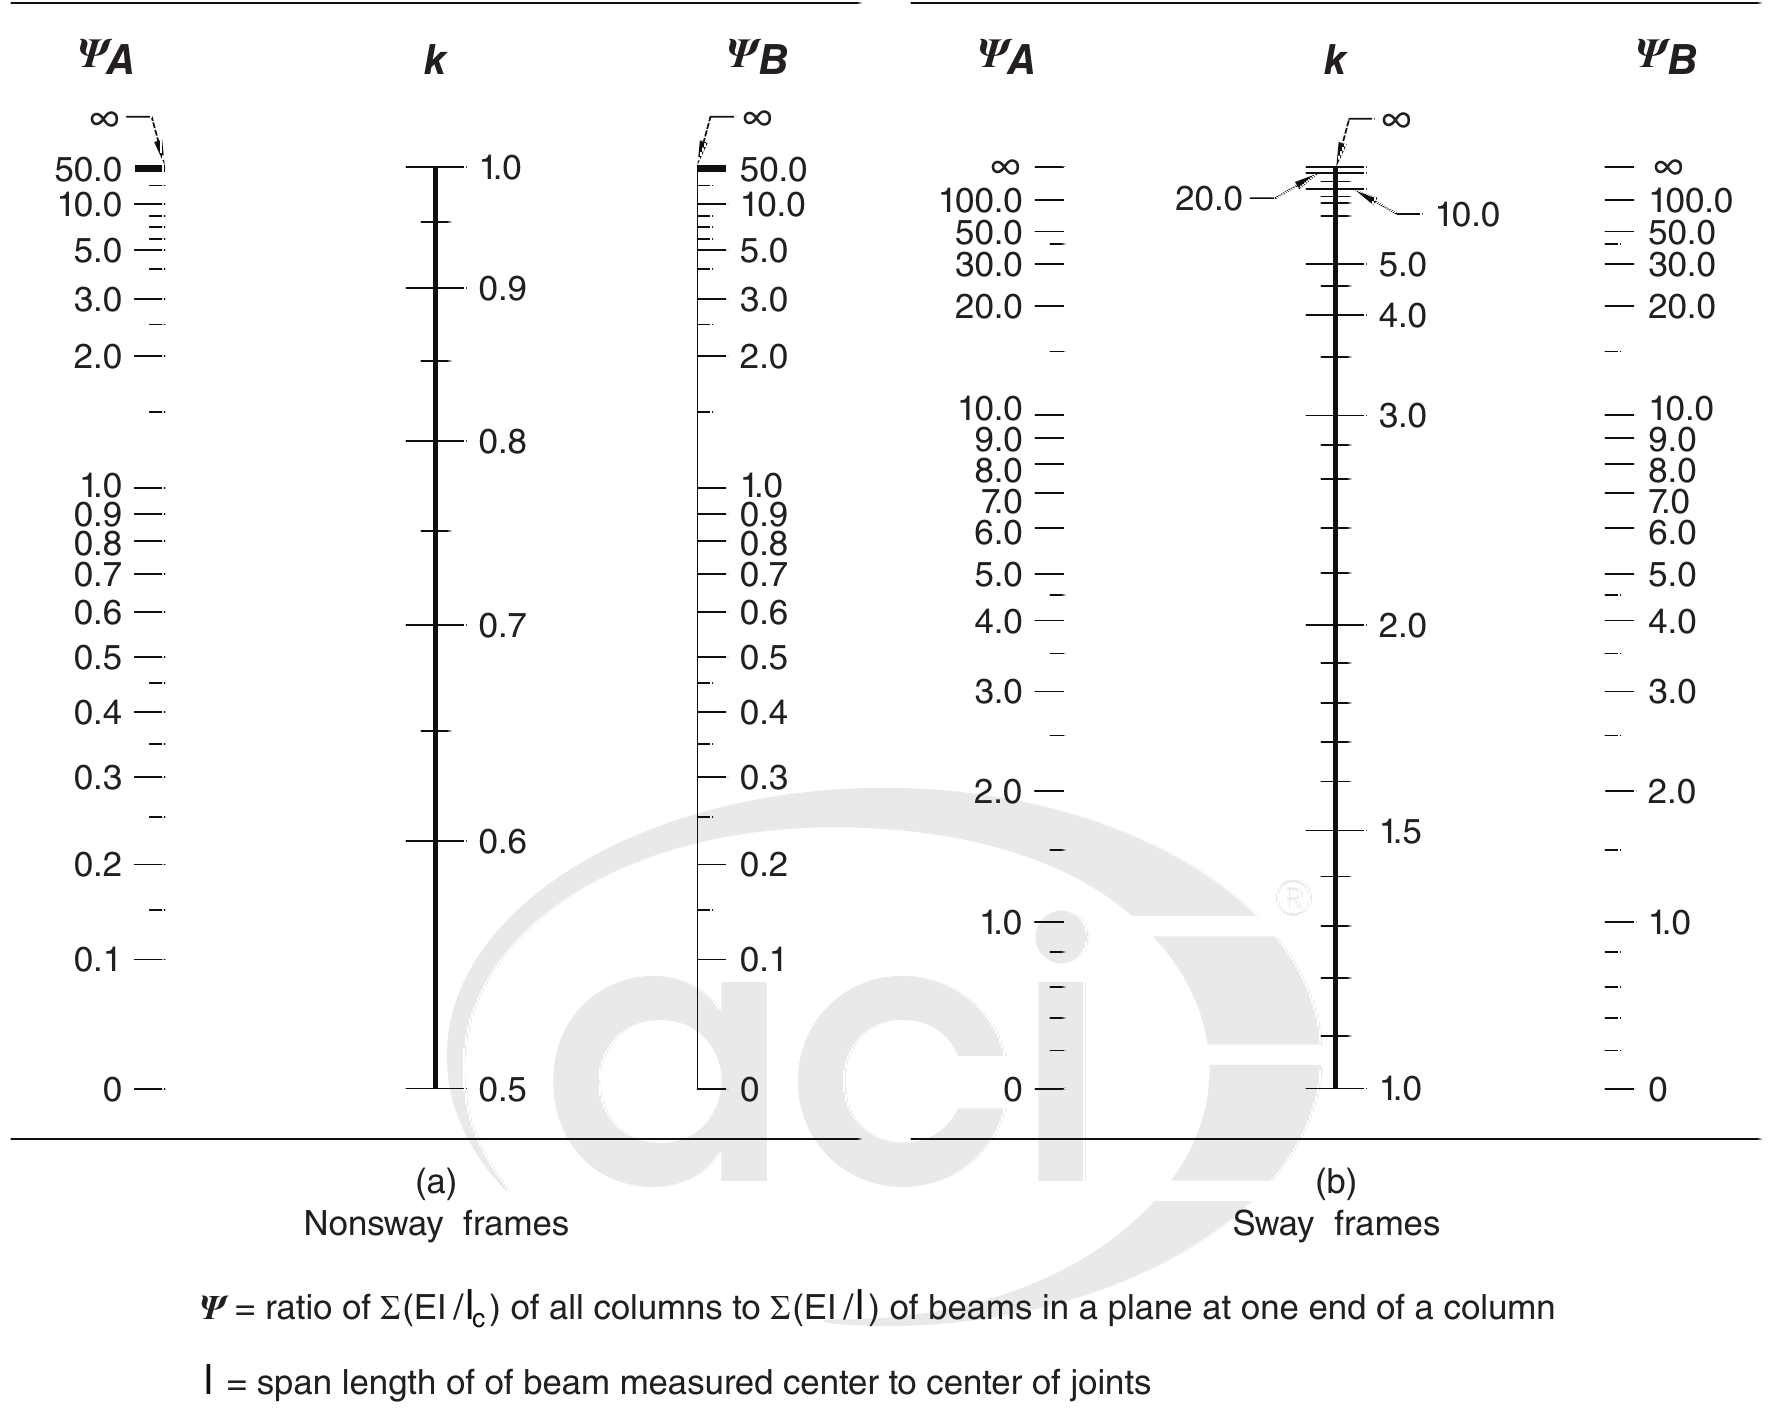 ΨA k ΨB
∞ ∞
50.0 1.0 50.0
10.0 10.0
5.0 0.9 5.0
3.0 3.0
2.0 2.0
0.8
1.0 1.0
0.9 0.9
0.8 0.8
0.7 0.7
0.6 0.7 0.6
0.5 0.5
0.4 0.4
0.3 0.3
0.6
0.2 0.2
0.1 0.1
0 0.5 0
(a)
Nonsway frames
ΨA k ΨB
∞
∞ ∞
100.0 20.0 100.0
10.0
50.0 50.0
30.0 5.0 30.0
20.0 4.0 20.0
10.0 3.0 10.0
9.0 9.0
8.0 8.0
7.0 7.0
6.0 6.0
5.0 5.0
4.0 2.0 4.0
3.0 3.0
2.0 2.0
1.5
1.0 1.0
0 1.0 0
(b)
Sway frames
aci
®
Ψ = ratio of Σ(EI/lc) of all columns to Σ(EI/l) of beams in a plane at one end of a column
l = span length of of beam measured center to center of joints